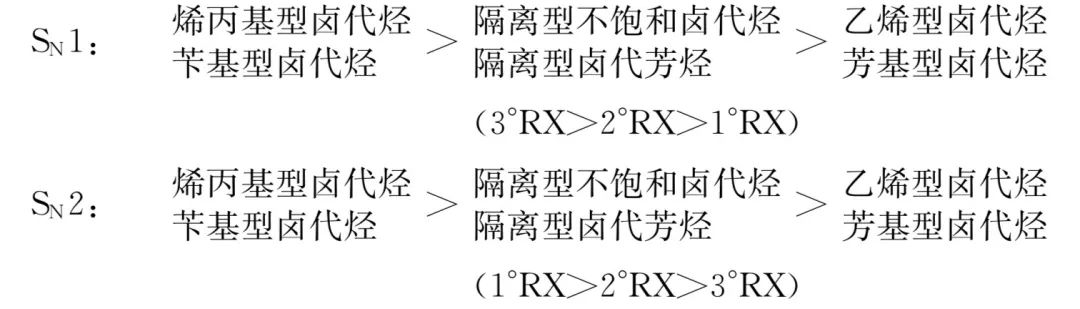 烯丙基型卤代烃 隔离型不饱和卤代烃 乙烯型卤代烃
SN1: > >
苄基型卤代烃 隔离型卤代芳烃 芳基型卤代烃
(3°RX>2°RX>1°RX)
烯丙基型卤代烃 隔离型不饱和卤代烃 乙烯型卤代烃
SN2: > >
苄基型卤代烃 隔离型卤代芳烃 芳基型卤代烃
(1°RX>2°RX>3°RX)